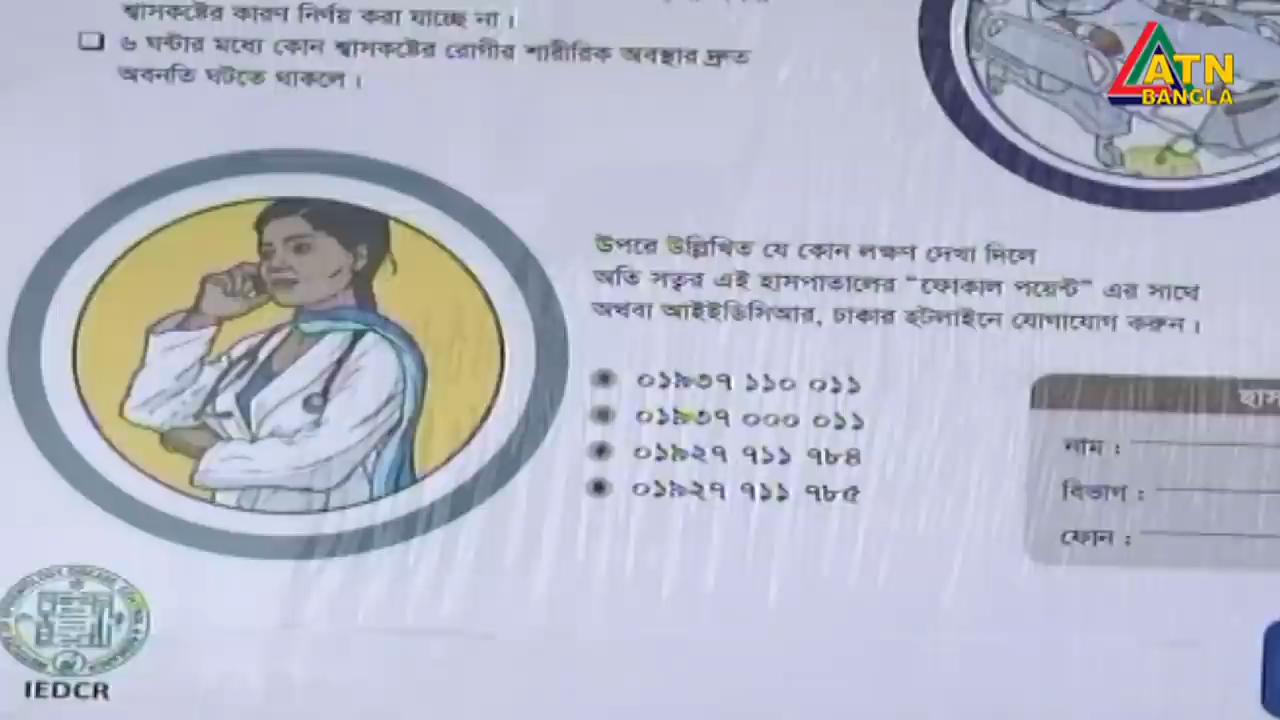 শ্বাসকষ্টের কারণ নির্ণয় করা যাচ্ছে না।
৬ ঘন্টার মধ্যে কোন শ্বাসকষ্টের রোগীর শারীরিক অবস্থার দ্রুত
অবনতি ঘটতে থাকলে।
ATN
BANGLA
উপরে উল্লিখিত যে কোন লক্ষণ দেখা দিলে
অতি সত্বর এই হাসপাতালের “ফোকাল পয়েন্ট” এর সাথে
অথবা আইইডিসিআর, ঢাকার হটলাইনে যোগাযোগ করুন।
০১৯৩৭ ১১০ ০১১
০১৯৩৭ ০০০ ০১১
০১৯২৭ ৭১১ ৭৮৪
০১৯২৭ ৭১১ ৭৮৫
নাম :
বিভাগ :
ফোন :
IEDCR